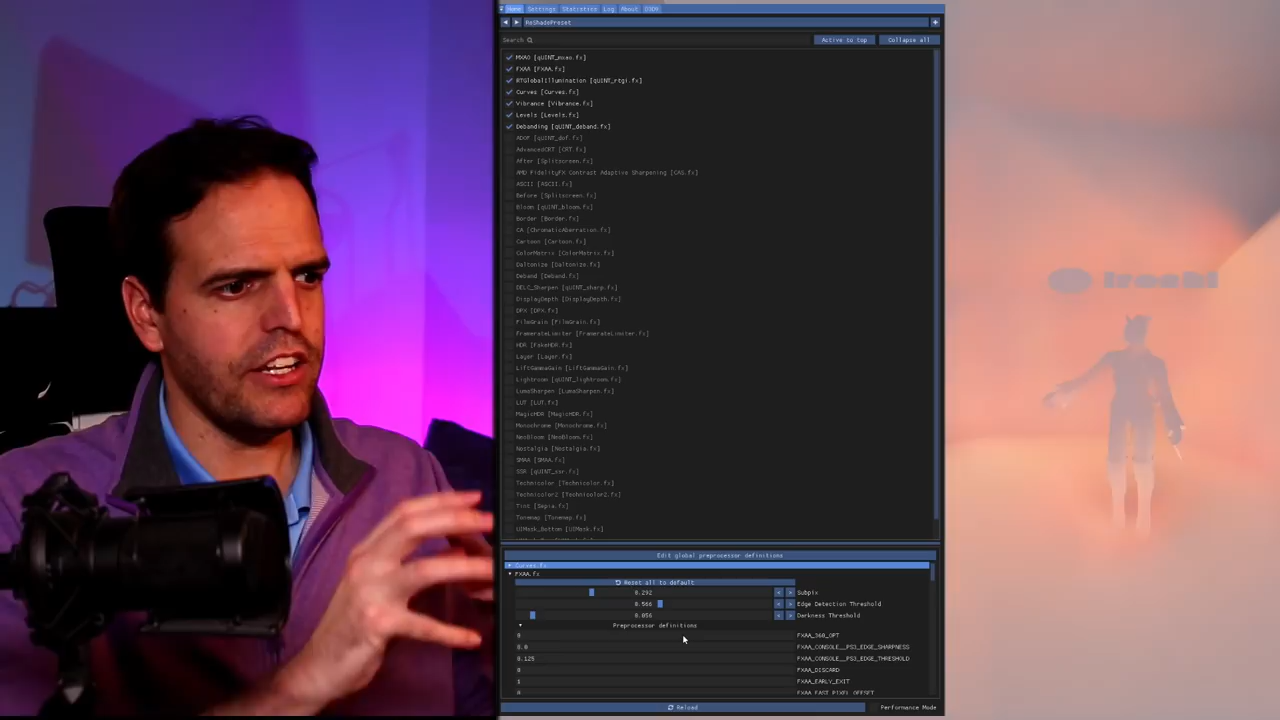 Home Settings Statistics Log About D3D9
ReShadePreset +
Search Active to top Collapse all
MXAO [qUINT_mxao.fx]
FXAA [FXAA.fx]
RTGlobalIllumination [qUINT_rtgi.fx]
Curves [Curves.fx]
Vibrance [Vibrance.fx]
Levels [Levels.fx]
Debanding [qUINT_deband.fx]
ADOF [qUINT_dof.fx]
AdvancedCRT [CRT.fx]
After [Splitscreen.fx]
AMD FidelityFX Contrast Adaptive Sharpening [CAS.fx]
ASCII [ASCII.fx]
Before [Splitscreen.fx]
Bloom [qUINT_bloom.fx]
Border [Border.fx]
CA [ChromaticAberration.fx]
Cartoon [Cartoon.fx]
ColorMatrix [ColorMatrix.fx]
Daltonize [Daltonize.fx]
Deband [Deband.fx]
DELC_Sharpen [qUINT_sharp.fx]
DisplayDepth [DisplayDepth.fx]
DPX [DPX.fx]
FilmGrain [FilmGrain.fx]
FramerateLimiter [FramerateLimiter.fx]
HDR [FakeHDR.fx]
Layer [Layer.fx]
LiftGammaGain [LiftGammaGain.fx]
Lightroom [qUINT_lightroom.fx]
LumaSharpen [LumaSharpen.fx]
LUT [LUT.fx]
MagicHDR [MagicHDR.fx]
Monochrome [Monochrome.fx]
NeoBloom [NeoBloom.fx]
Nostalgia [Nostalgia.fx]
SMAA [SMAA.fx]
SSR [qUINT_ssr.fx]
Technicolor [Technicolor.fx]
Technicolor2 [Technicolor2.fx]
Tint [Sepia.fx]
Tonemap [Tonemap.fx]
UIMask_Bottom [UIMask.fx]
Edit global preprocessor definitions
Curves.fx
FXAA.fx
Reset all to default
0.292 < > Subpix
0.566 < > Edge Detection Threshold
0.056 < > Darkness Threshold
Preprocessor definitions
0 FXAA_360_OPT
8.0 FXAA_CONSOLE__PS3_EDGE_SHARPNESS
0.125 FXAA_CONSOLE__PS3_EDGE_THRESHOLD
0 FXAA_DISCARD
1 FXAA_EARLY_EXIT
0 FXAA_FAST_PIXEL_OFFSET
Reload Performance Mode